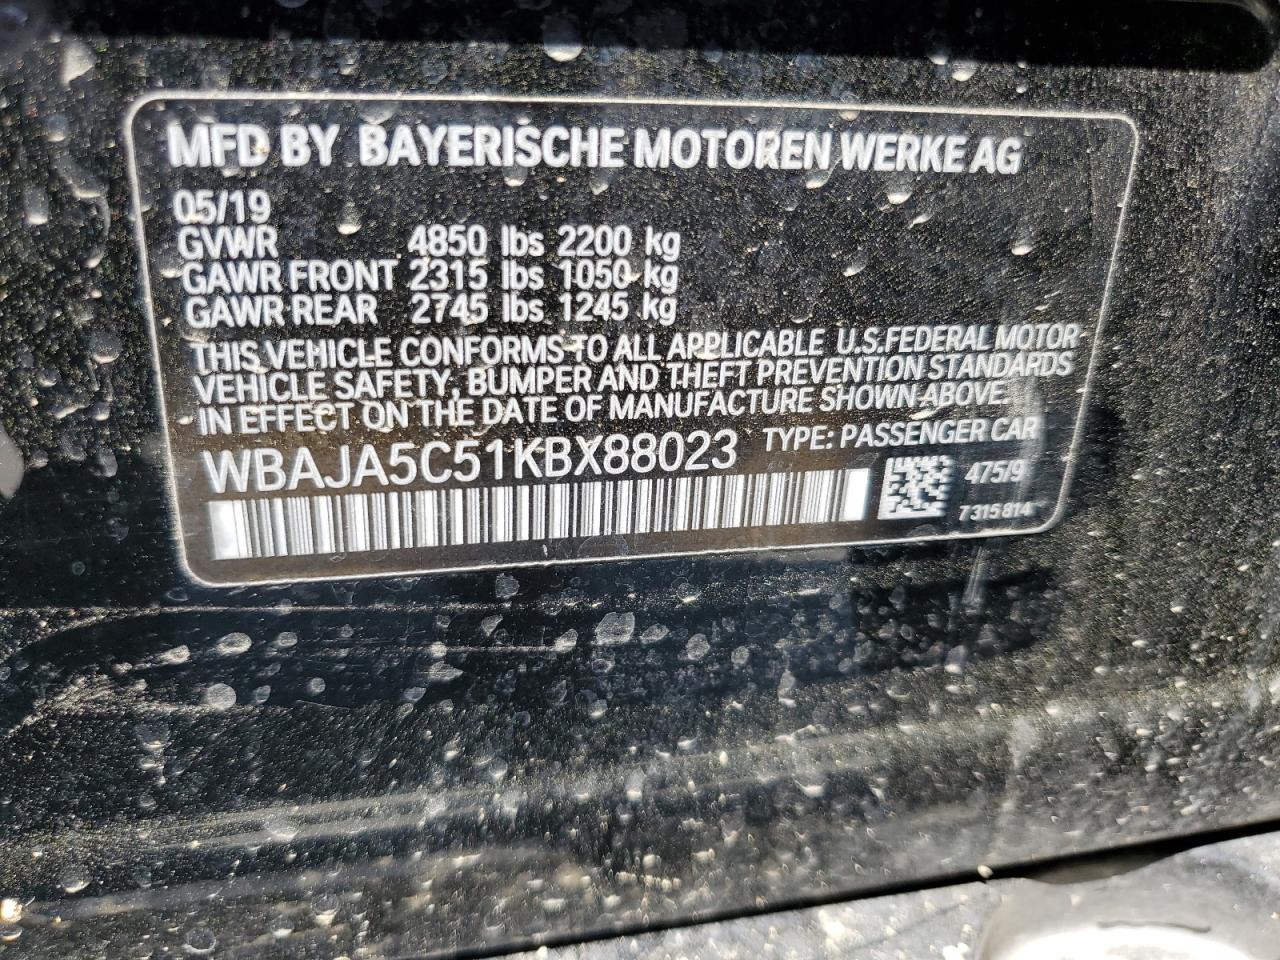 MFD BY BAYERISCHE MOTOREN WERKE AG
05/19
GVWR 4850 lbs 2200 kg
GAWR FRONT 2315 lbs 1050 kg
GAWR REAR 2745 lbs 1245 kg
THIS VEHICLE CONFORMS TO ALL APPLICABLE U.S.FEDERAL MOTOR
VEHICLE SAFETY, BUMPER AND THEFT PREVENTION STANDARDS
IN EFFECT ON THE DATE OF MANUFACTURE SHOWN ABOVE.
WBAJA5C51KBX88023 TYPE: PASSENGER CAR
475/9
7315814